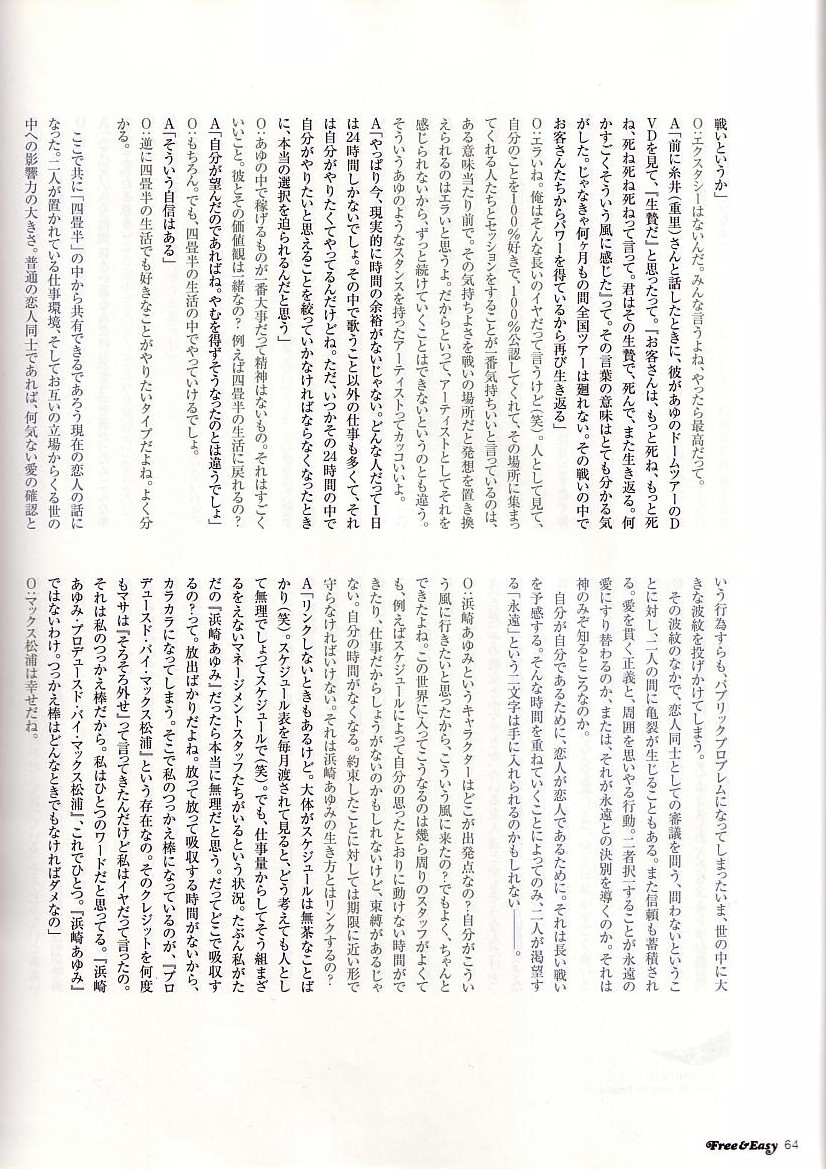 戦いというか」
O：エクスタシーはないんだ。みんな言うよね、やったら最高だって。
A「前に糸井（重里）さんと話したときに、彼があゆのドームツアーのD
VDを見て、『生贄だ』と思ったって。『お客さんは、もっと死ね、もっと死
ね、死ね死ね死ねって言って。君はその生贄で、死んで、また生き返る。何
かすごくそういう風に感じた』って。その言葉の意味はとても分かる気
がした。じゃなきゃ何ヶ月もの間全国ツアーは廻れない。その戦いの中で
お客さんたちからパワーを得ているから再び生き返る」
O：エラいね。俺はそんな長いのイヤだって言うけど（笑）。人として見て、
自分のことを100％好きで、100％公認してくれて、その場所に集まっ
てくれる人たちとセッションをすることが一番気持ちいいと言っているのは、
ある意味当たり前で。その気持ちよさを戦いの場所だと発想を置き換
えられるのはエラいと思うよ。だからといって、アーティストとしてそれを
感じられないから、ずっと続けていくことはできないというのとも違う。
そういうあゆのようなスタンスを持ったアーティストってカッコいいよ。
A「やっぱり今、現実的に時間の余裕がないじゃない。どんな人だって1日
は24時間しかないでしょ。その中で歌うこと以外の仕事も多くて、それ
は自分がやりたくてやってるんだけどね。ただ、いつかその24時間の中で
自分がやりたいと思えることを絞っていかなければならなくなったとき
に、本当の選択を迫られるんだと思う」
O：あゆの中で稼げるものが一番大事だって精神はないもの。それはすごく
いいこと。彼とその価値観は一緒なの？ 例えば四畳半の生活に戻れるの？
A「自分が望んだのであればね。やむを得ずそうなったのとは違うでしょ」
O：もちろん。でも、四畳半の生活の中でやっていけるでしょ。
A「そういう自信はある」
O：逆に四畳半の生活でも好きなことがやりたいタイプだよね。よく分
かる。
ここで共に「四畳半」の中から共有できるであろう現在の恋人の話に
なった。二人が置かれている仕事環境、そしてお互いの立場からくる世の
中への影響力の大きさ。普通の恋人同士であれば、何気ない愛の確認と
いう行為すらも、パブリックプロブレムになってしまったいま、世の中に大
きな波紋を投げかけてしまう。
その波紋のなかで、恋人同士としての審議を問う、問わないというこ
とに対し、二人の間に亀裂が生じることもある。また信頼も蓄積され
る。愛を貫く正義と、周囲を思いやる行動。二者択一することが永遠の
愛にすり替わるのか、または、それが永遠との決別を導くのか。それは
神のみぞ知るところなのか。
自分が自分であるために、恋人が恋人であるために。それは長い戦い
を予感する。そんな時間を重ねていくことによってのみ、二人が渇望す
る「永遠」という二文字は手に入れられるのかもしれない――。
O：浜崎あゆみというキャラクターはどこが出発点なの？自分がこうい
う風に行きたいと思ったから、こういう風に来たの？でもよく、ちゃんと
できたよね。この世界に入ってこうなるのは幾ら周りのスタッフがよくて
も、例えばスケジュールによって自分の思ったとおりに動けない時間がで
きたり、仕事だからしょうがないのかもしれないけど、束縛があるじゃ
ない。自分の時間がなくなる。約束したことに対しては期限に近い形で
守らなければいけない。それは浜崎あゆみの生き方とはリンクするの？
A「リンクしないときもあるけど。大体がスケジュールは無茶なことば
かり（笑）。スケジュール表を毎月渡されて見ると、どう考えても人とし
て無理でしょってスケジュールで（笑）。でも、仕事量からしてそう組まざ
るをえないマネージメントスタッフたちがいるという状況。たぶん私がた
だの『浜崎あゆみ』だったら本当に無理だと思う。だってどこで吸収す
るの？って。放出ばかりだよね。放って放って吸収する時間がないから、
カラカラになってしまう。そこで私のつっかえ棒になっているのが、『プロ
デュースド・バイ・マックス松浦』という存在なの。そのクレジットを何度
もマサは『そろそろ外せ』って言ってきたんだけど私はイヤだって言ったの。
それは私のつっかえ棒だから。私はひとつのワードだと思ってる。『浜崎
あゆみ・プロデュースド・バイ・マックス松浦』、これでひとつ。『浜崎あゆみ』
ではないわけ。つっかえ棒はどんなときでもなければダメなの」
O：マックス松浦は幸せだね。
Free&Easy 64